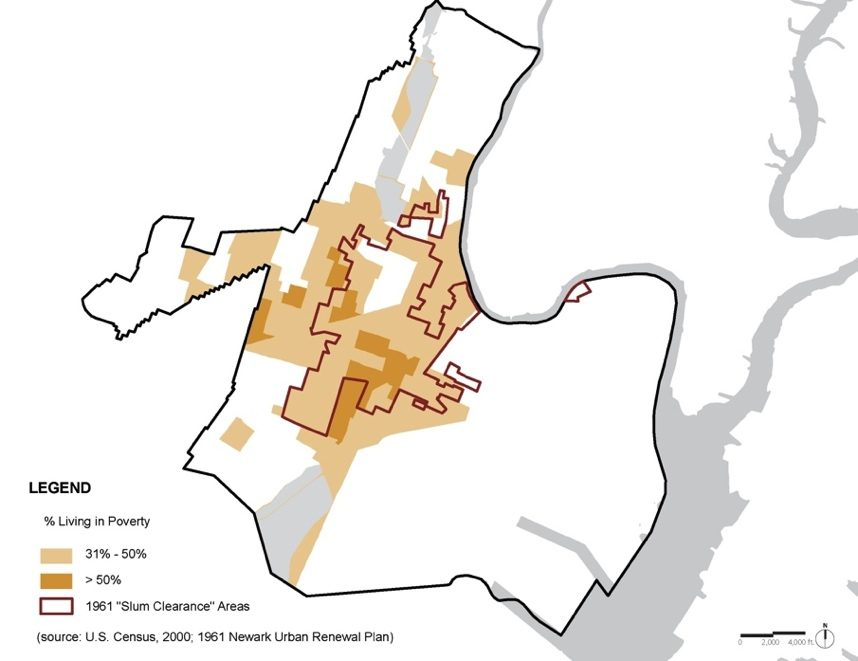 LEGEND
% Living in Poverty
31% - 50%
> 50%
1961 "Slum Clearance" Areas
(source: U.S. Census, 2000; 1961 Newark Urban Renewal Plan)
0 2,000 4,000 ft.
N